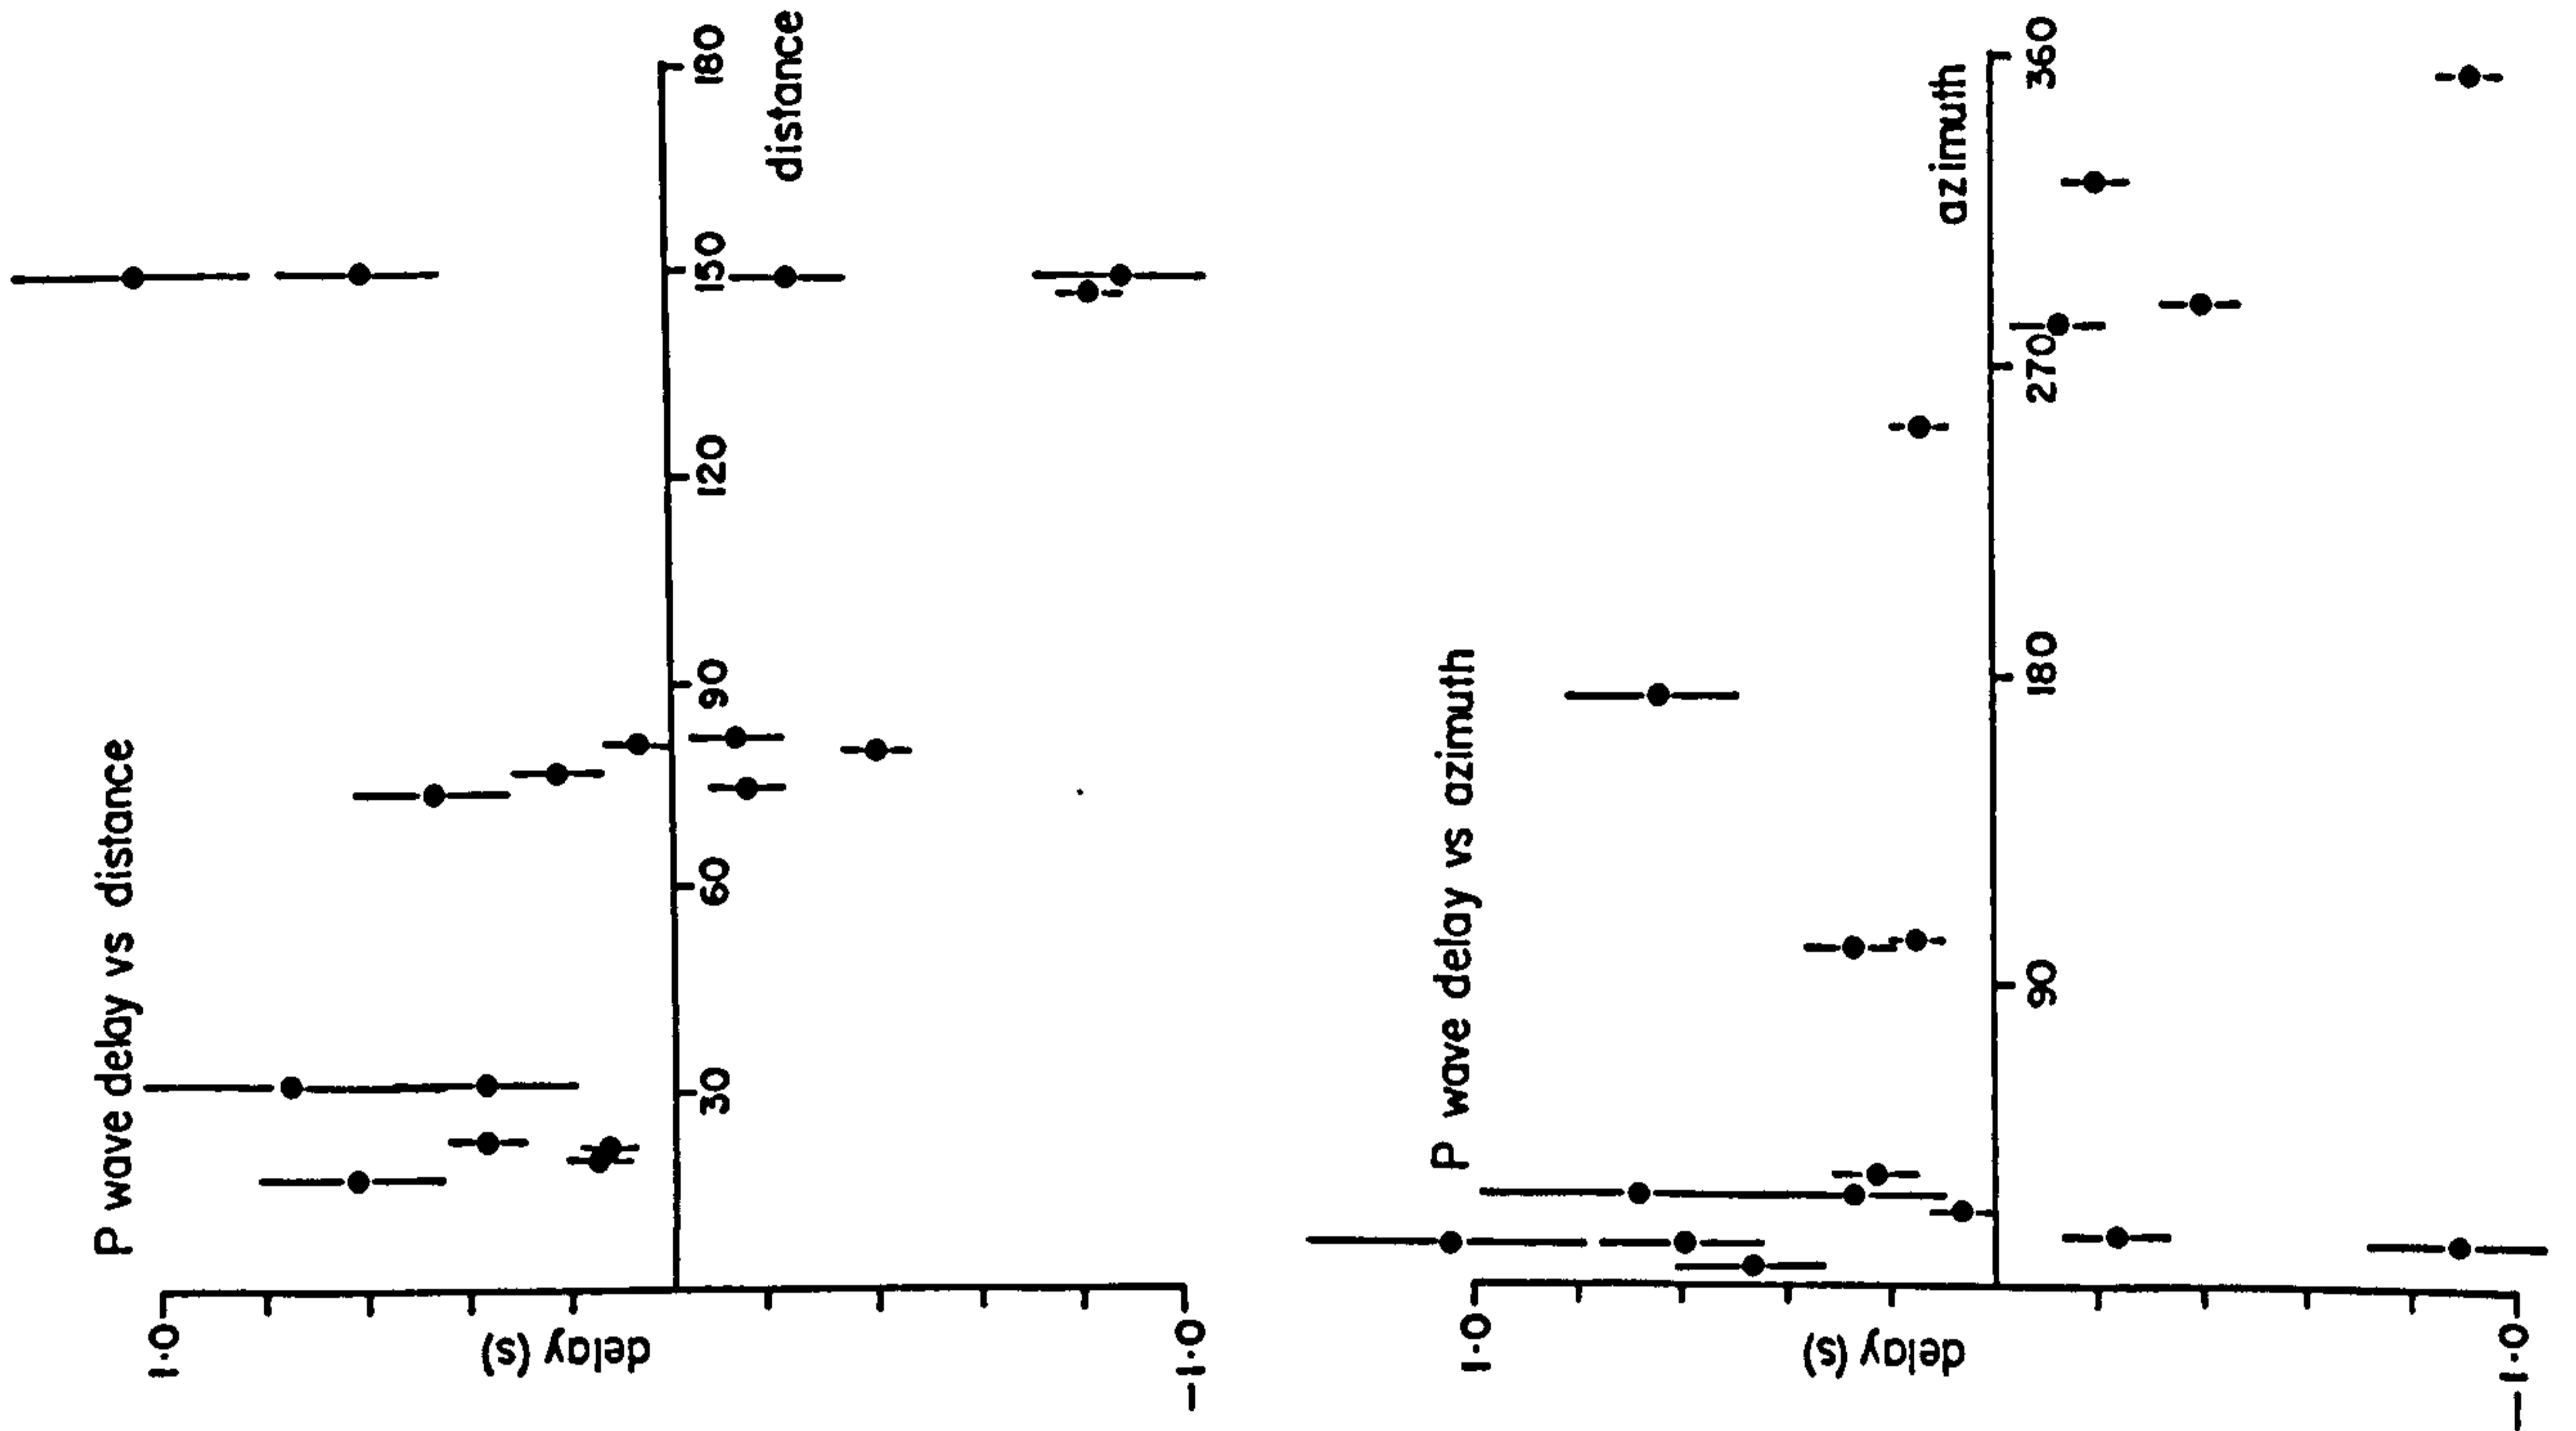 P wave delay vs distance
1·0
delay (s)
-1·0
30
60
90
120
150
180
distance
P wave delay vs azimuth
1·0
delay (s)
-1·0
90
180
270
360
azimuth